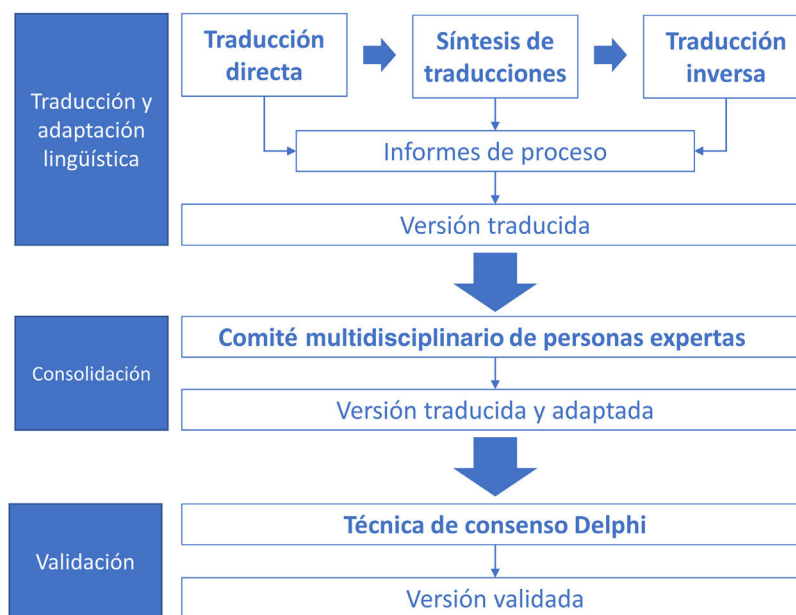 Traducción y
adaptación
lingüística
Traducción
directa
Síntesis de
traducciones
Traducción
inversa
Informes de proceso
Versión traducida
Consolidación
Comité multidisciplinario de personas expertas
Versión traducida y adaptada
Validación
Técnica de consenso Delphi
Versión validada